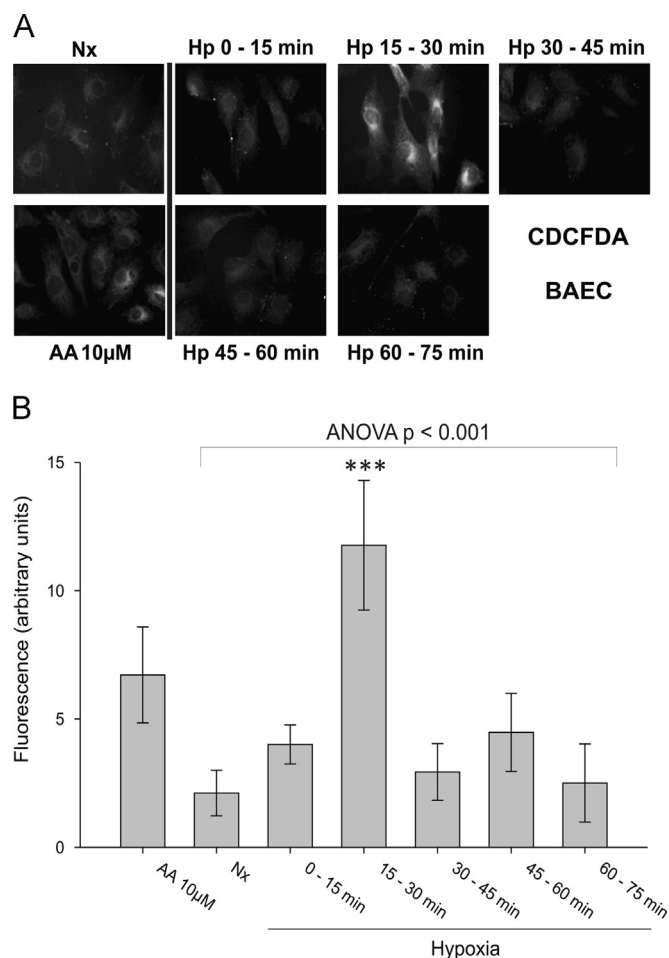 A
Nx
Hp 0 - 15 min
Hp 15 - 30 min
Hp 30 - 45 min
CDCFDA
BAEC
AA 10µM
Hp 45 - 60 min
Hp 60 - 75 min
B
ANOVA p < 0.001
***
Fluorescence (arbitrary units)
15
10
5
0
AA 10µM
Nx
0 - 15 min
15 - 30 min
30 - 45 min
45 - 60 min
60 - 75 min
Hypoxia